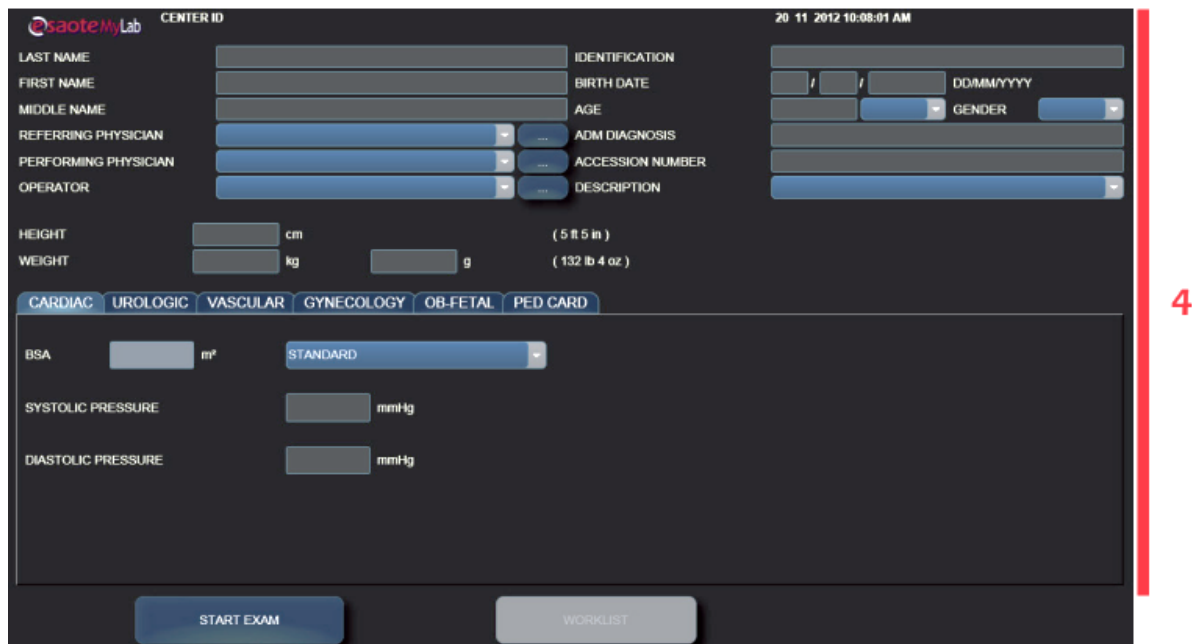 esaote MyLab CENTER ID 20 11 2012 10:08:01 AM
LAST NAME IDENTIFICATION
FIRST NAME BIRTH DATE / / DD/MM/YYYY
MIDDLE NAME AGE GENDER
REFERRING PHYSICIAN ... ADM DIAGNOSIS
PERFORMING PHYSICIAN ... ACCESSION NUMBER
OPERATOR ... DESCRIPTION
HEIGHT cm ( 5 ft 5 in )
WEIGHT kg g ( 132 lb 4 oz )
CARDIAC UROLOGIC VASCULAR GYNECOLOGY OB-FETAL PED CARD
4
BSA m² STANDARD
SYSTOLIC PRESSURE mmHg
DIASTOLIC PRESSURE mmHg
START EXAM WORKLIST